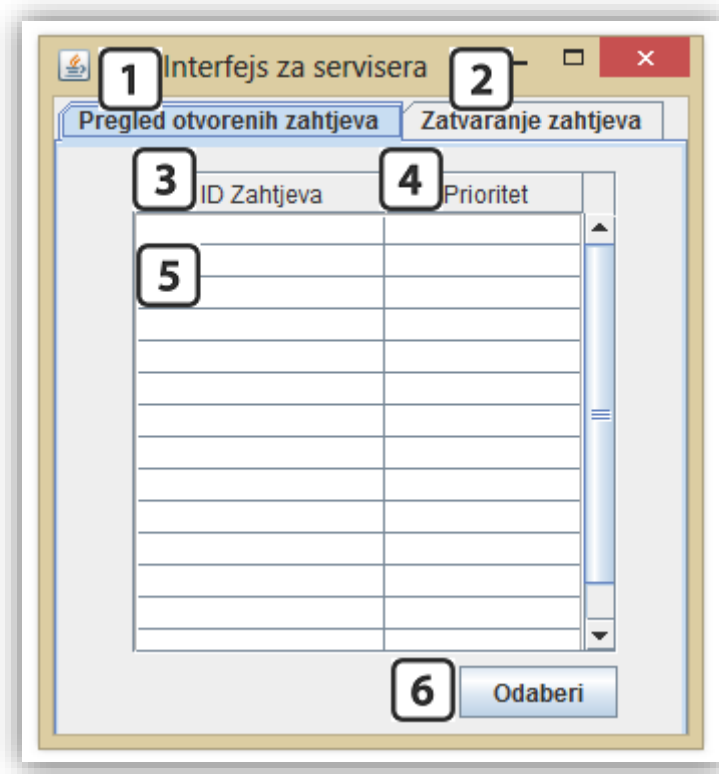 Interfejs za servisera
1 2
Pregled otvorenih zahtjeva Zatvaranje zahtjeva
3 ID Zahtjeva 4 Prioritet
5
6 Odaberi